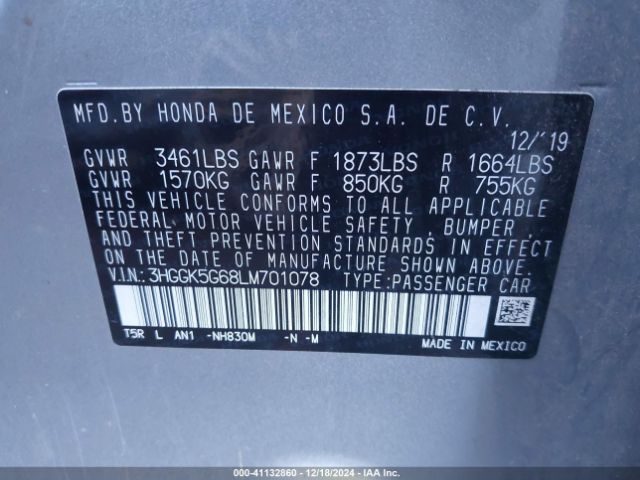 MFD.BY HONDA DE MEXICO S.A. DE C.V.
12/'19
GVWR 3461LBS GAWR F 1873LBS R 1664LBS
GVWR 1570KG GAWR F 850KG R 755KG
THIS VEHICLE CONFORMS TO ALL APPLICABLE
FEDERAL MOTOR VEHICLE SAFETY, BUMPER,
AND THEFT PREVENTION STANDARDS IN EFFECT
ON THE DATE OF MANUFACTURE SHOWN ABOVE.
V.I.N.: 3HGGK5G68LM701078 TYPE:PASSENGER CAR
T5R L AN1 -NH830M -N -M
MADE IN MEXICO
000-41132860 • 12/18/2024 • IAAI.COM